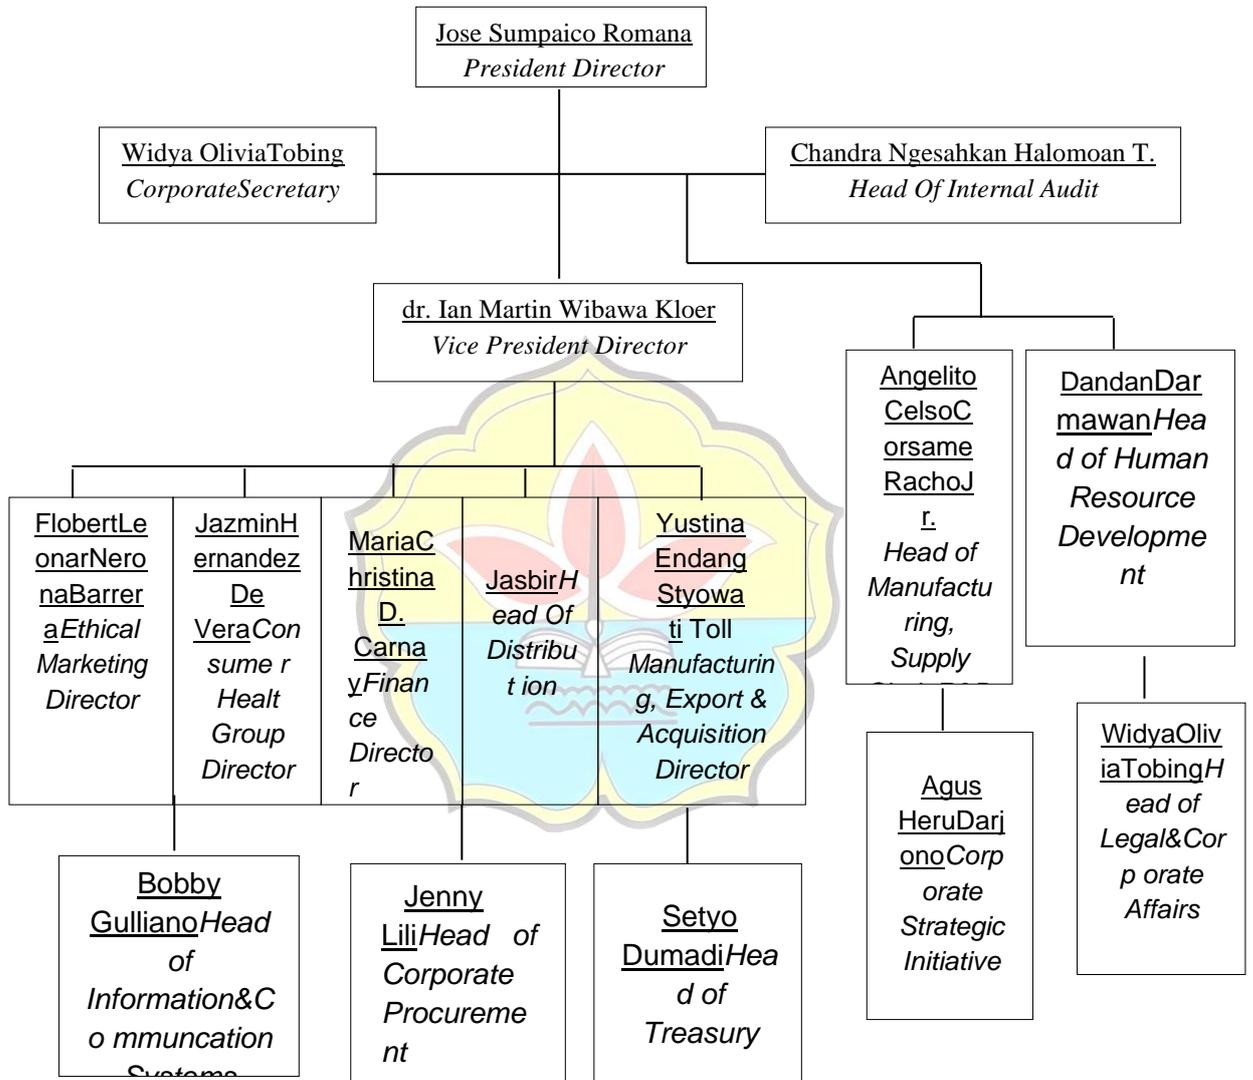 Jose Sumpaico Romana
President Director
Widya OliviaTobing
CorporateSecretary
Chandra Ngesahkan Halomoan T.
Head Of Internal Audit
dr. Ian Martin Wibawa Kloer
Vice President Director
Angelito
CelsoC
orsame
RachoJ
r.
Head of
Manufactu
ring,
Supply
DandanDar
mawanHea
d of Human
Resource
Developme
nt
FlobertLe
onarNero
naBarrer
aEthical
Marketing
Director
JazminH
ernandez
De
VeraCon
sume r
Healt
Group
Director
MariaC
hristina
D.
Carna
yFinan
ce
Directo
r
JasbirH
ead Of
Distribu
t ion
Yustina
Endang
Styowa
ti Toll
Manufacturin
g, Export &
Acquisition
Director
Agus
HeruDarj
onoCorp
orate
Strategic
Initiative
WidyaOliv
iaTobingH
ead of
Legal&Cor
p orate
Affairs
Bobby
GullianoHead
of
Information&C
o mmuncation
Systems
Jenny
LiliHead of
Corporate
Procureme
nt
Setyo
DumadiHea
d of
Treasury